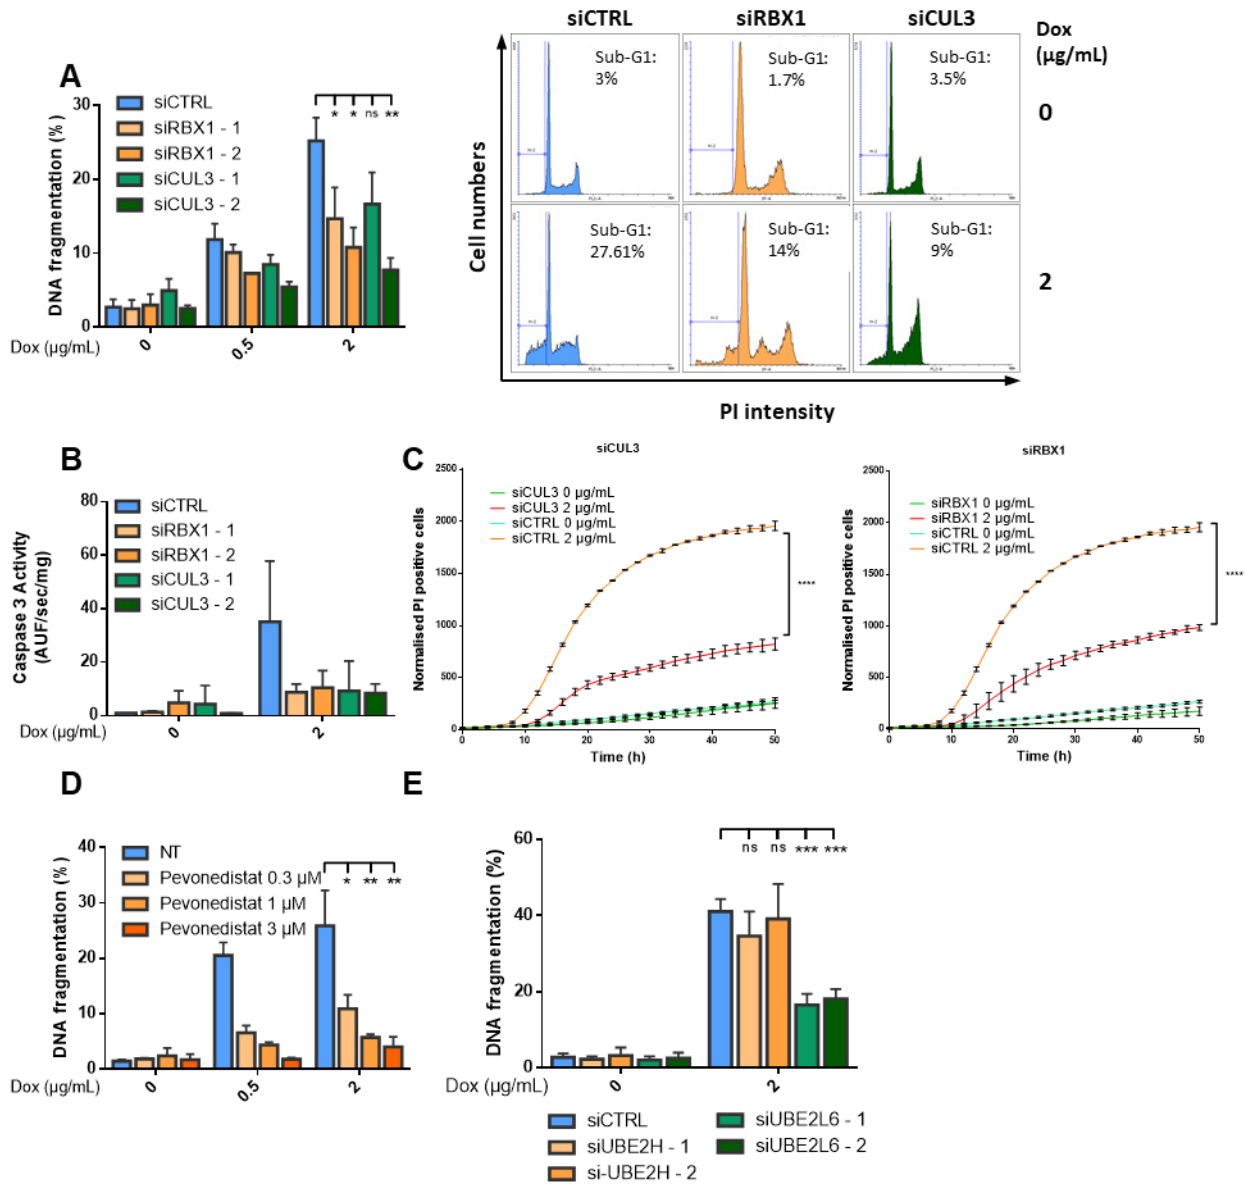 A
siCTRL
siRBX1 - 1
siRBX1 - 2
siCUL3 - 1
siCUL3 - 2
DNA fragmentation (%)
30
20
10
0
* * ns **
Dox (µg/mL)
0 0.5 2
siCTRL siRBX1 siCUL3
Dox
(µg/mL)
Sub-G1:
3%
Sub-G1:
1.7%
Sub-G1:
3.5%
0
Sub-G1:
27.61%
Sub-G1:
14%
Sub-G1:
9%
2
Cell numbers
PI intensity
B
siCTRL
siRBX1 - 1
siRBX1 - 2
siCUL3 - 1
siCUL3 - 2
Caspase 3 Activity
(AUF/sec/mg)
80
60
40
20
0
Dox (µg/mL)
0 2
C
siCUL3
siCUL3 0 µg/mL
siCUL3 2 µg/mL
siCTRL 0 µg/mL
siCTRL 2 µg/mL
Normalised PI positive cells
2500
2000
1500
1000
500
0
0 10 20 30 40 50
Time (h)
****
siRBX1
siRBX1 0 µg/mL
siRBX1 2 µg/mL
siCTRL 0 µg/mL
siCTRL 2 µg/mL
Normalised PI positive cells
2500
2000
1500
1000
500
0
0 10 20 30 40 50
Time (h)
****
D
NT
Pevonedistat 0.3 µM
Pevonedistat 1 µM
Pevonedistat 3 µM
DNA fragmentation (%)
40
30
20
10
0
* ** **
Dox (µg/mL)
0 0.5 2
E
DNA fragmentation (%)
60
40
20
0
ns ns *** ***
Dox (µg/mL)
0 2
siCTRL
siUBE2H - 1
si-UBE2H - 2
siUBE2L6 - 1
siUBE2L6 - 2